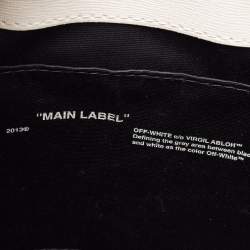 "MAIN LABEL"
2013®
OFF-WHITE c/o VIRGIL ABLOH™
Defining the gray area between black
and white as the color Off-White™